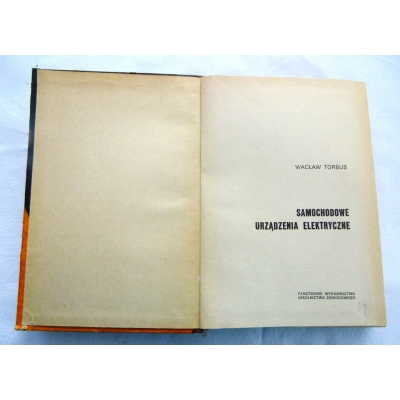 WACŁAW TORBUS
SAMOCHODOWE
URZĄDZENIA ELEKTRYCZNE
PAŃSTWOWE WYDAWNICTWA
SZKOLNICTWA ZAWODOWEGO